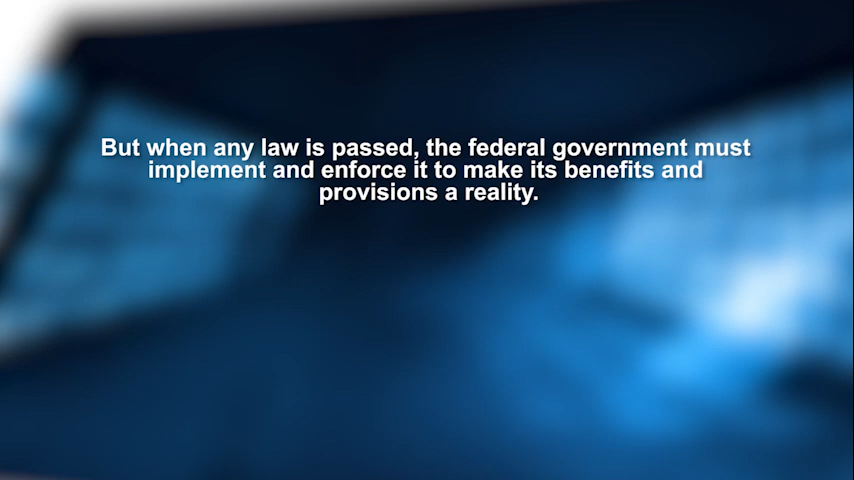 But when any law is passed, the federal government must
implement and enforce it to make its benefits and
provisions a reality.